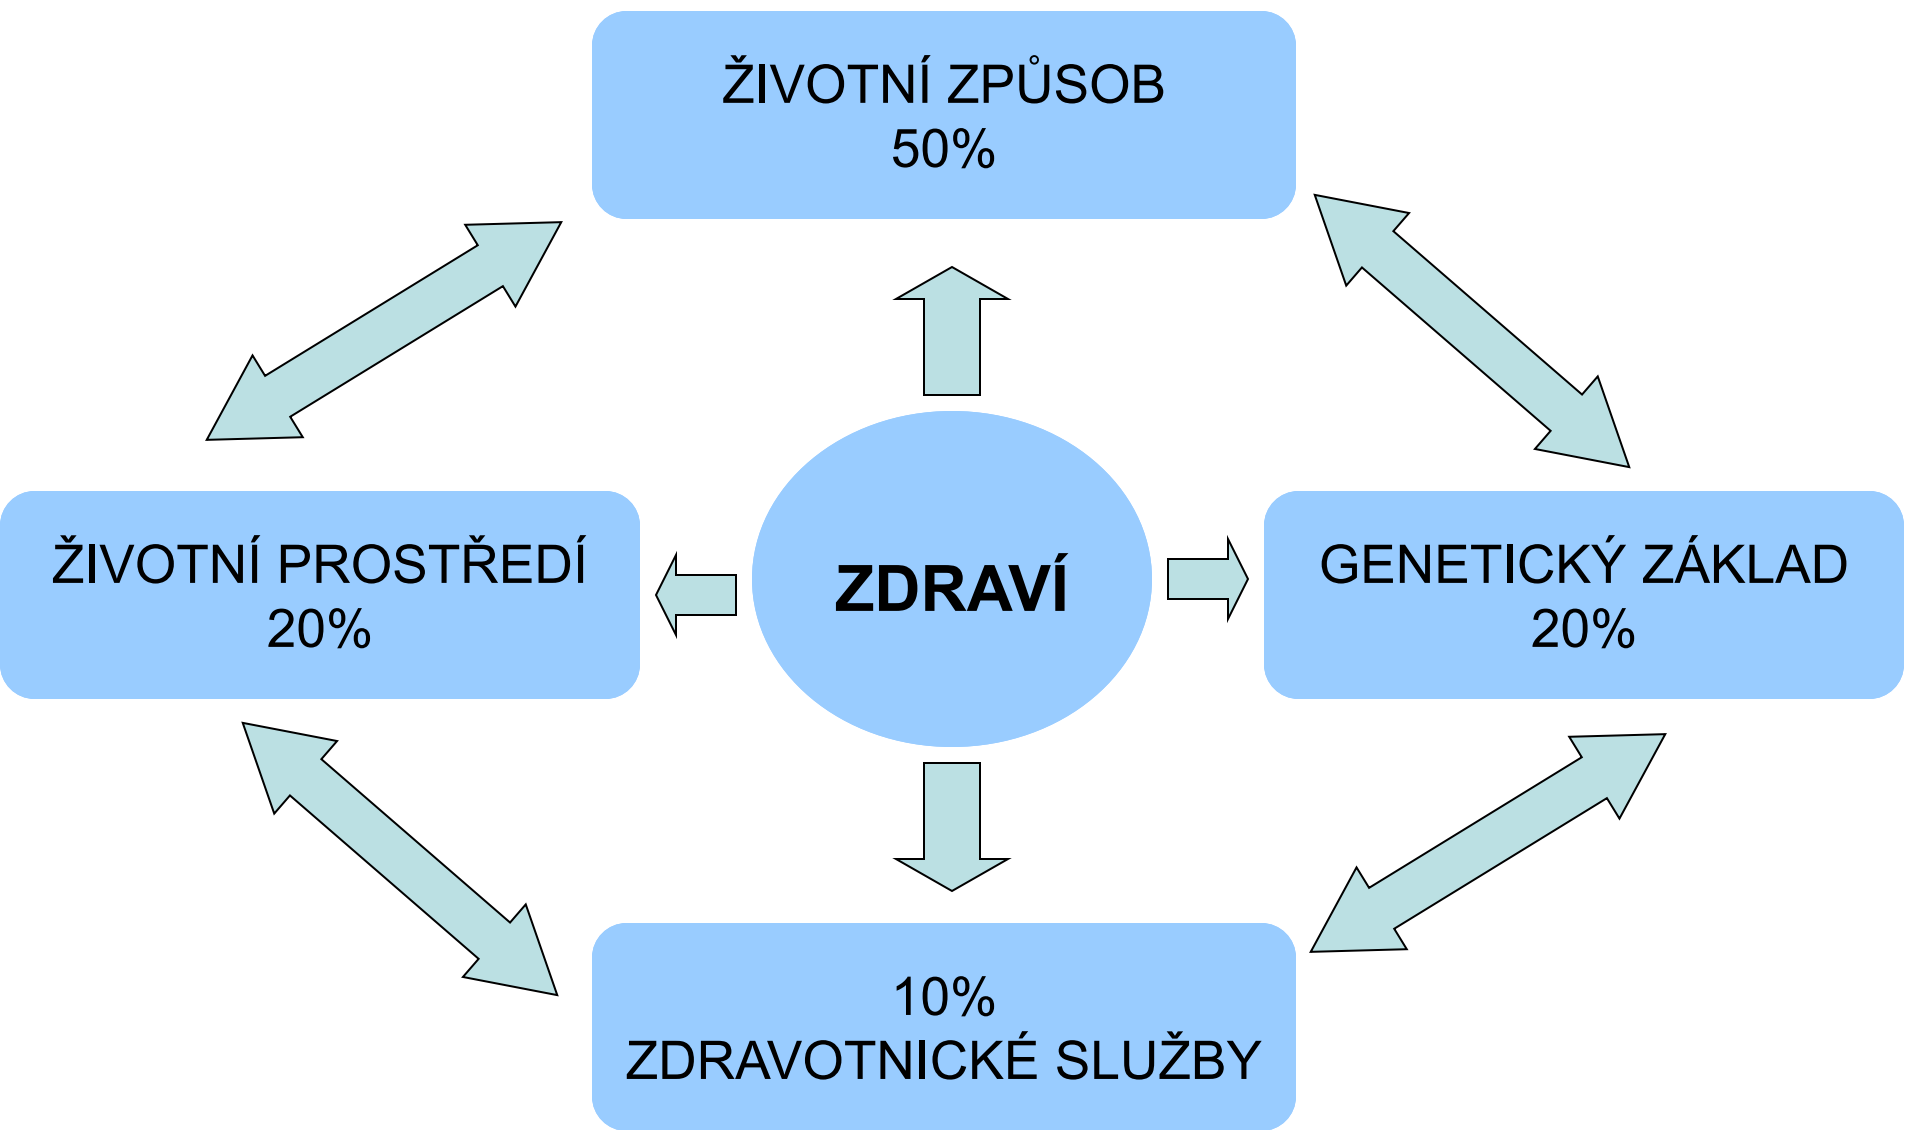 ŽIVOTNÍ ZPŮSOB
50%
ŽIVOTNÍ PROSTŘEDÍ
20%
ZDRAVÍ
GENETICKÝ ZÁKLAD
20%
10%
ZDRAVOTNICKÉ SLUŽBY